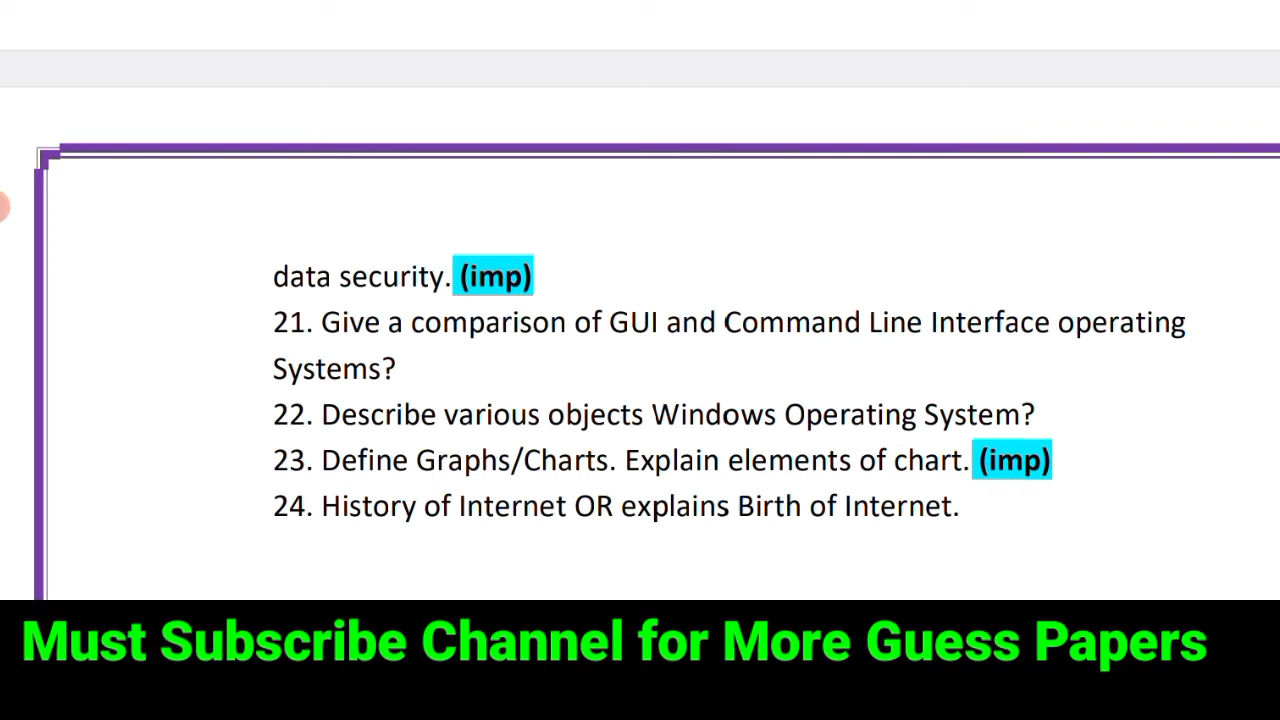 data security. (imp)
21. Give a comparison of GUI and Command Line Interface operating
Systems?
22. Describe various objects Windows Operating System?
23. Define Graphs/Charts. Explain elements of chart. (imp)
24. History of Internet OR explains Birth of Internet.
Must Subscribe Channel for More Guess Papers